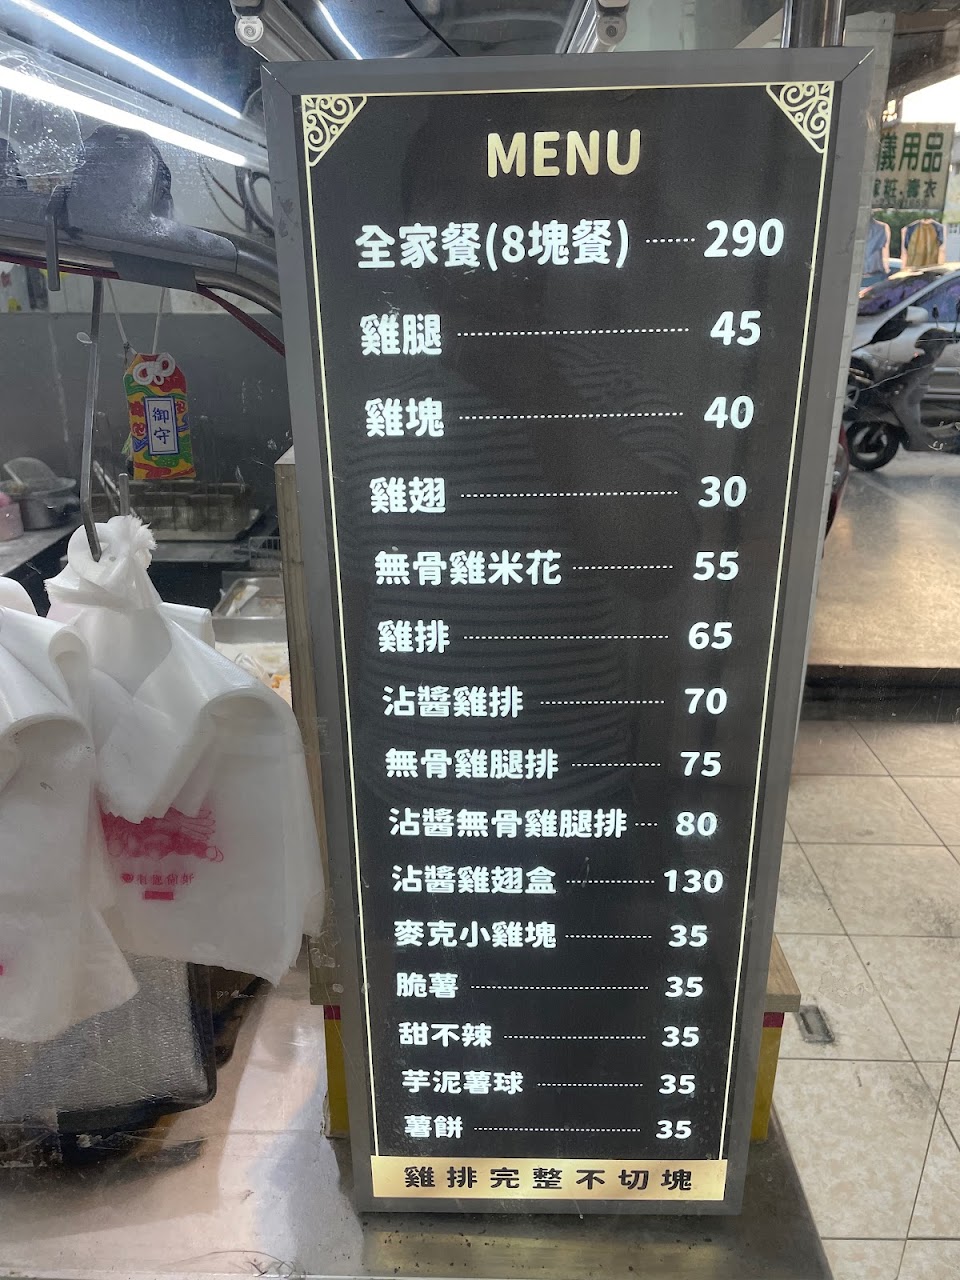 MENU
全家餐(8塊餐) 290
雞腿 45
雞塊 40
雞翅 30
無骨雞米花 55
雞排 65
沾醬雞排 70
無骨雞腿排 75
沾醬無骨雞腿排 80
沾醬雞翅盒 130
麥克小雞塊 35
脆薯 35
甜不辣 35
芋泥薯球 35
薯餅 35
雞排完整不切塊
御守
儀用品